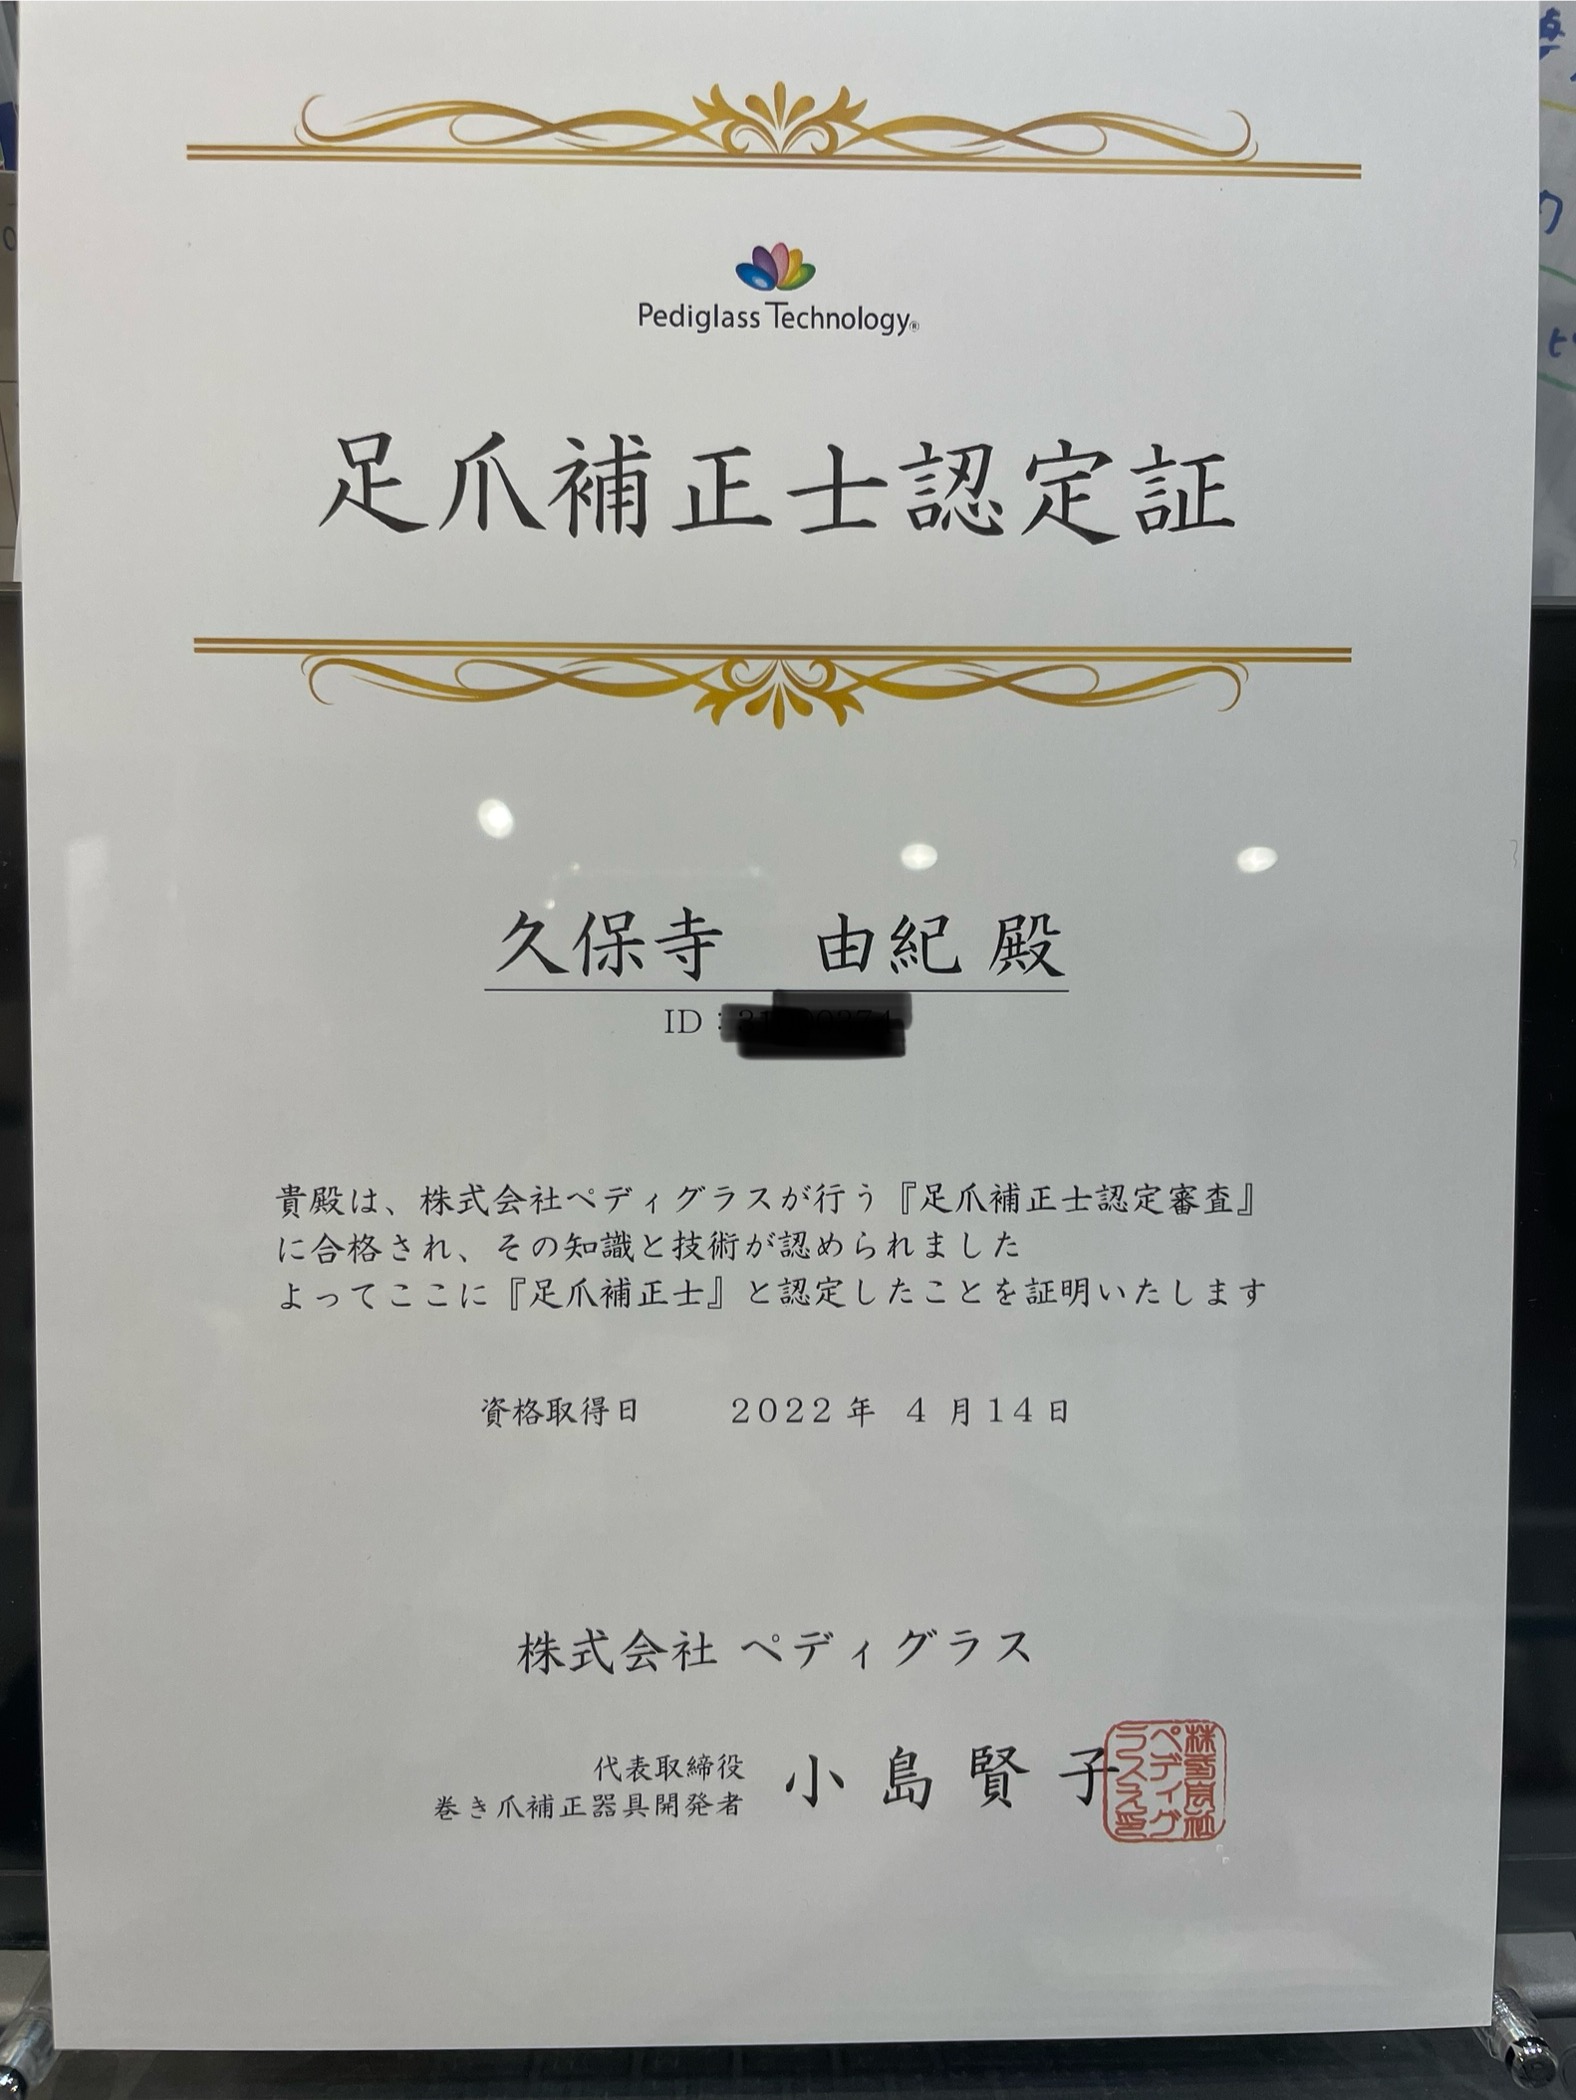 Pediglass Technology®
足爪補正士認定証
久保寺 由紀 殿
ID:
貴殿は、株式会社ペディグラスが行う『足爪補正士認定審査』
に合格され、その知識と技術が認められました
よってここに『足爪補正士』と認定したことを証明いたします
資格取得日 2022年 4月14日
株式会社 ペディグラス
代表取締役
巻き爪補正器具開発者
小島賢子